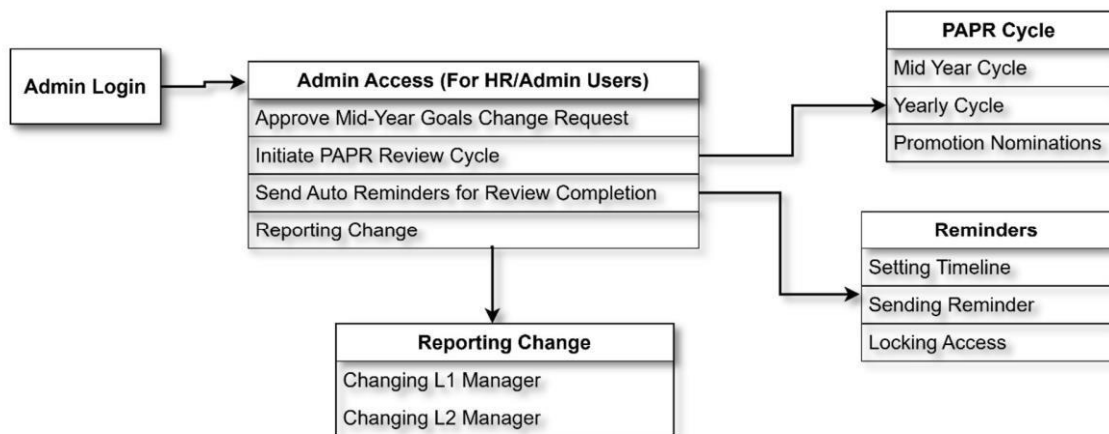 Admin Login
Admin Access (For HR/Admin Users)
Approve Mid-Year Goals Change Request
Initiate PAPR Review Cycle
Send Auto Reminders for Review Completion
Reporting Change
PAPR Cycle
Mid Year Cycle
Yearly Cycle
Promotion Nominations
Reminders
Setting Timeline
Sending Reminder
Locking Access
Reporting Change
Changing L1 Manager
Changing L2 Manager